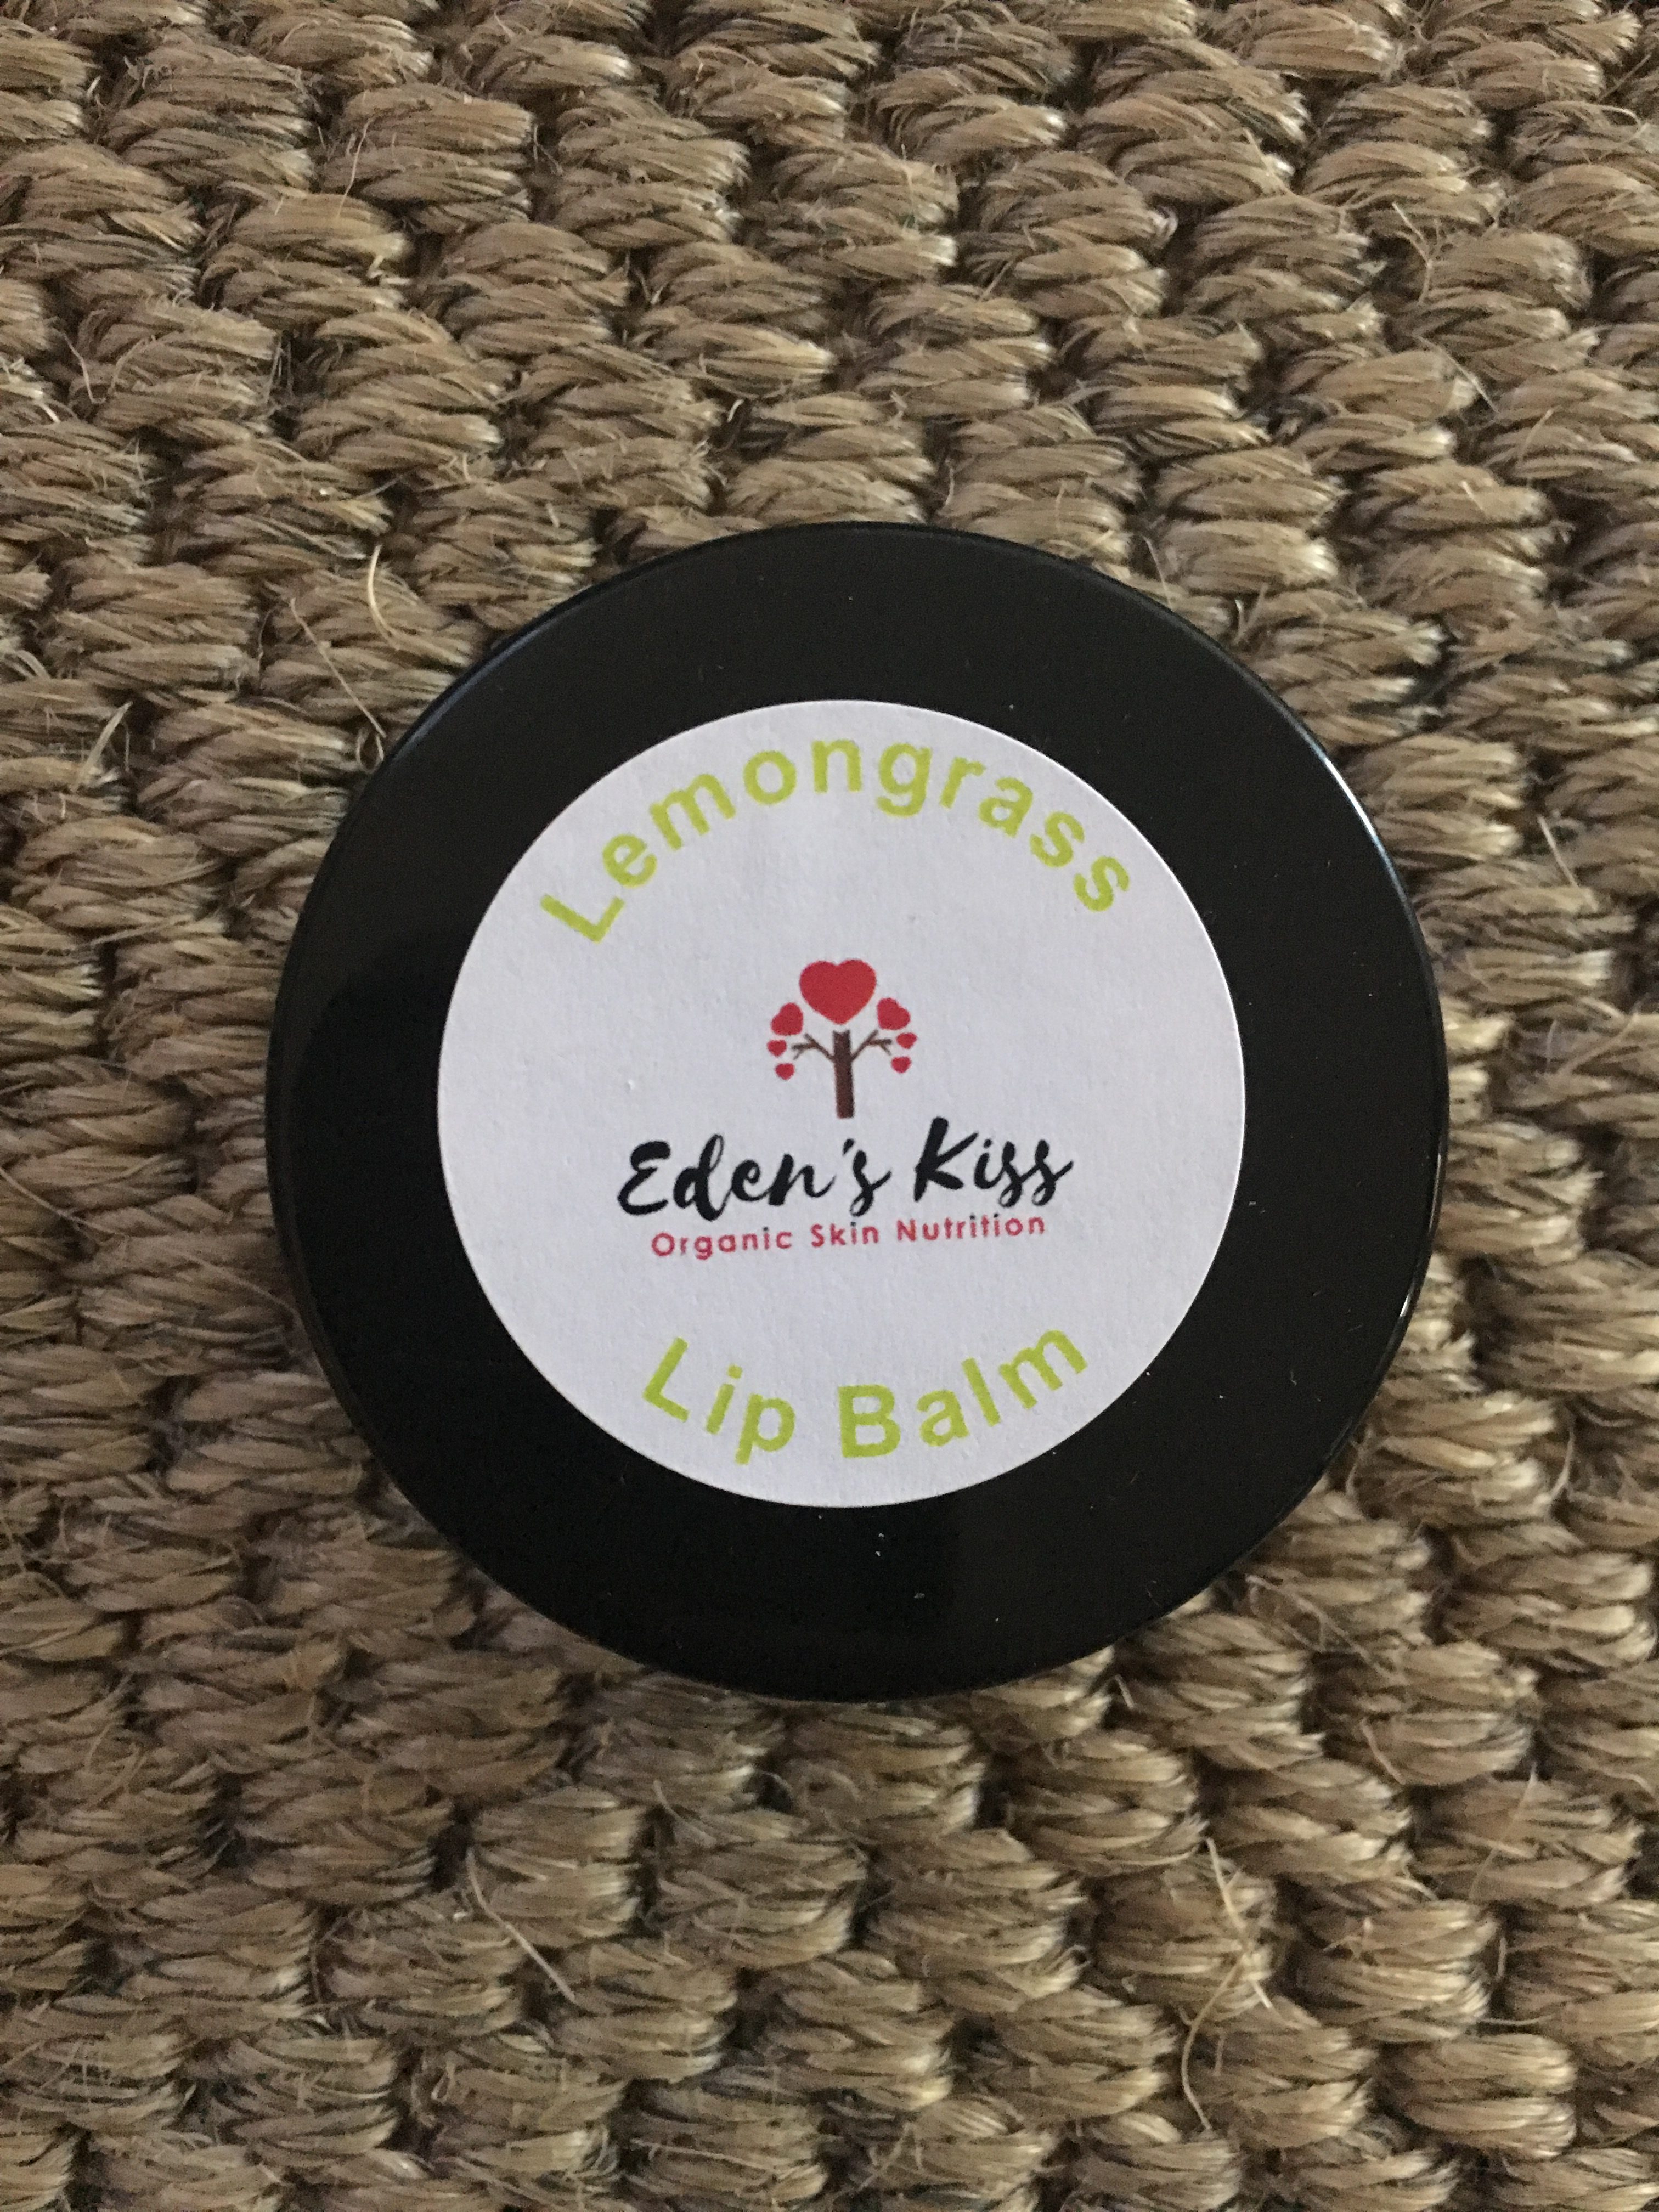 Lemongrass
Eden's Kiss
Organic Skin Nutrition
Lip Balm